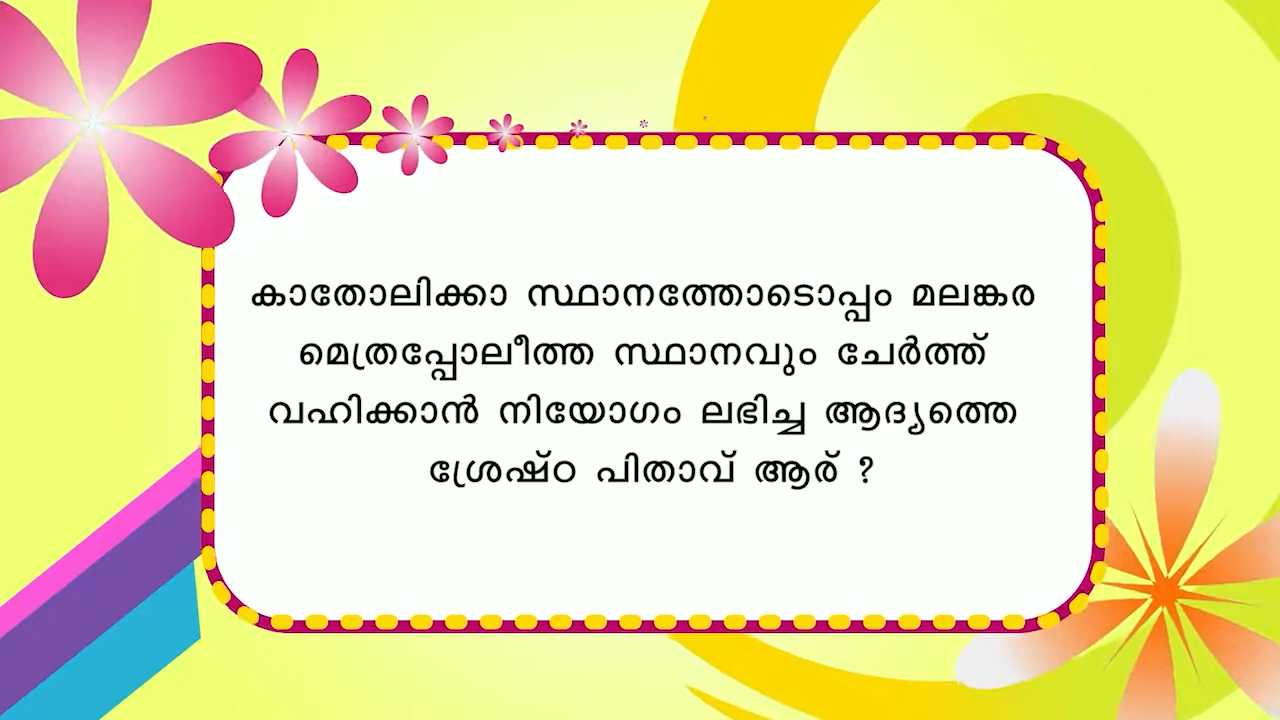 കാതോലിക്കാ സ്ഥാനത്തോടൊപ്പം മലങ്കര
മെത്രപ്പോലീത്ത സ്ഥാനവും ചേർത്ത്
വഹിക്കാൻ നിയോഗം ലഭിച്ച ആദ്യത്തെ
ശ്രേഷ്ഠ പിതാവ് ആര് ?